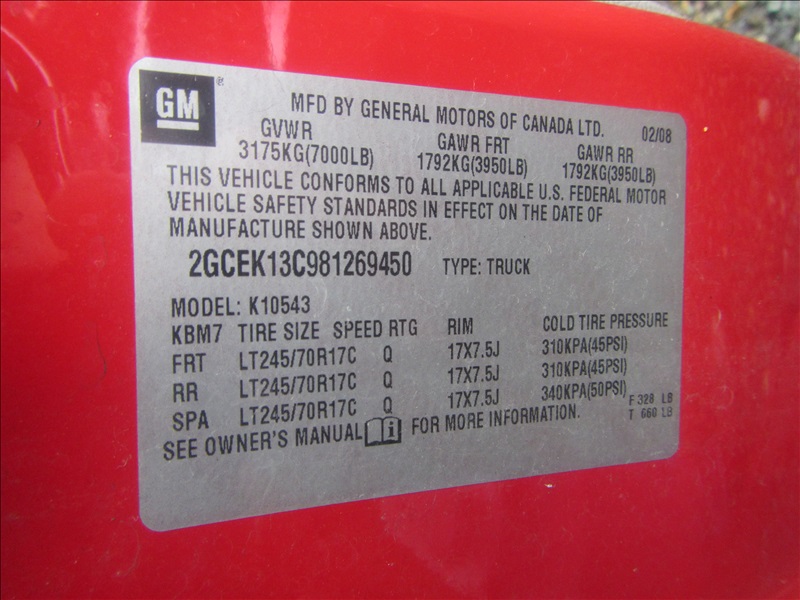 GM ®
MFD BY GENERAL MOTORS OF CANADA LTD. 02/08
GVWR GAWR FRT GAWR RR
3175KG(7000LB) 1792KG(3950LB) 1792KG(3950LB)
THIS VEHICLE CONFORMS TO ALL APPLICABLE U.S. FEDERAL MOTOR
VEHICLE SAFETY STANDARDS IN EFFECT ON THE DATE OF
MANUFACTURE SHOWN ABOVE.
2GCEK13C981269450 TYPE: TRUCK
MODEL: K10543
KBM7 TIRE SIZE SPEED RTG RIM COLD TIRE PRESSURE
FRT LT245/70R17C Q 17X7.5J 310KPA(45PSI)
RR LT245/70R17C Q 17X7.5J 310KPA(45PSI)
SPA LT245/70R17C Q 17X7.5J 340KPA(50PSI)
F 328 LB
T 660 LB
SEE OWNER'S MANUAL i FOR MORE INFORMATION.